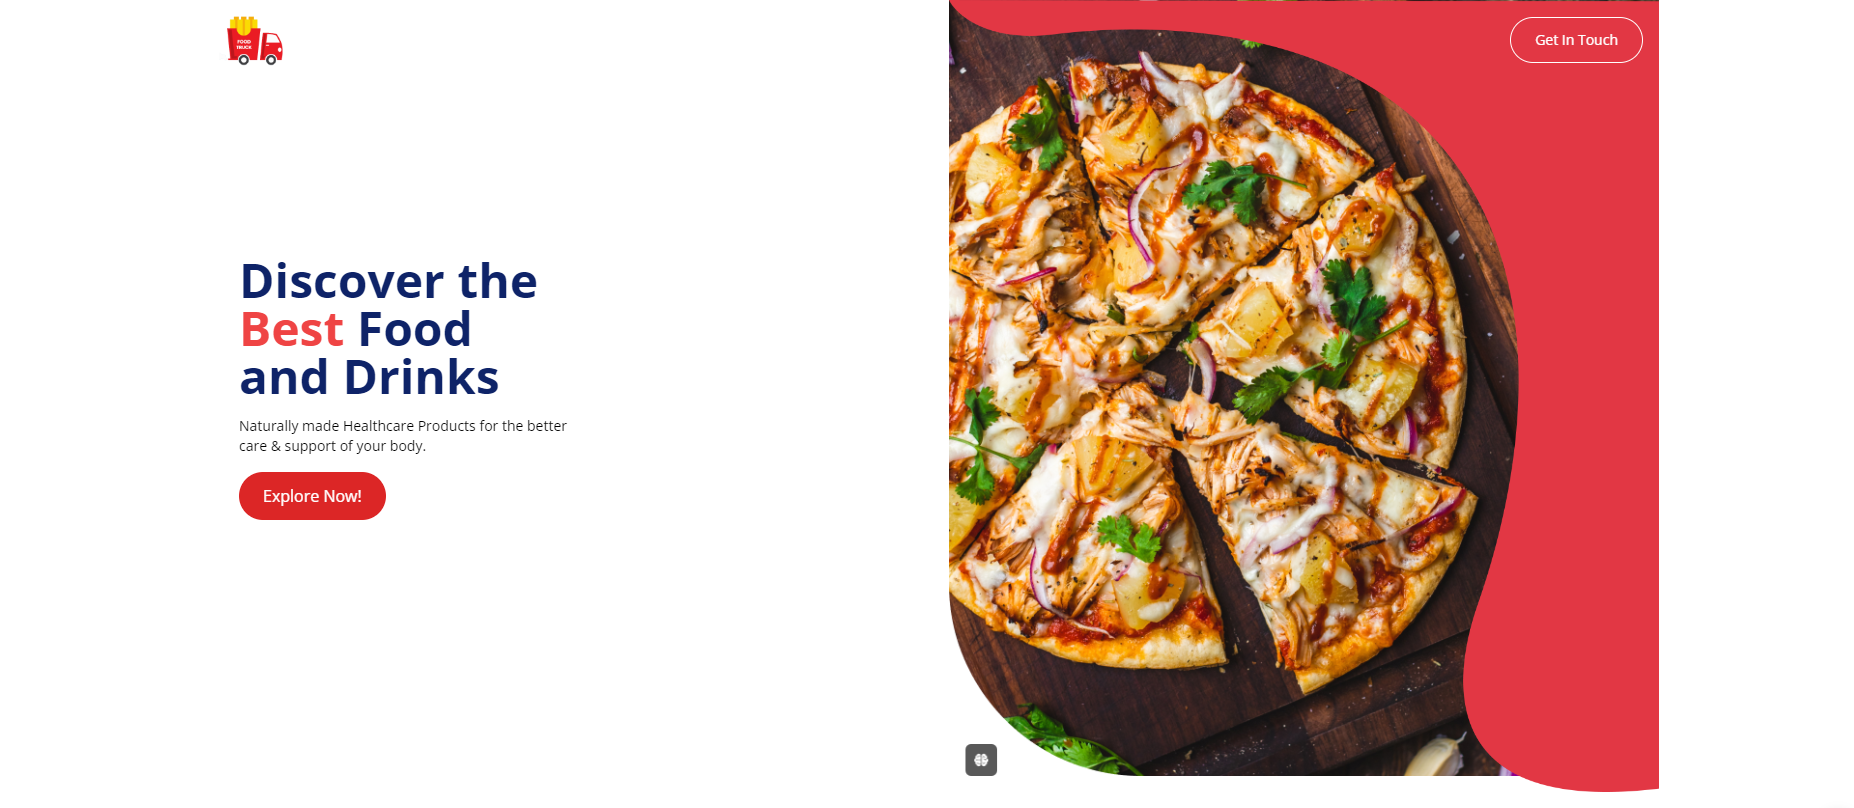 FOOD
TRUCK
Get In Touch
Discover the
Best Food
and Drinks
Naturally made Healthcare Products for the better
care & support of your body.
Explore Now!